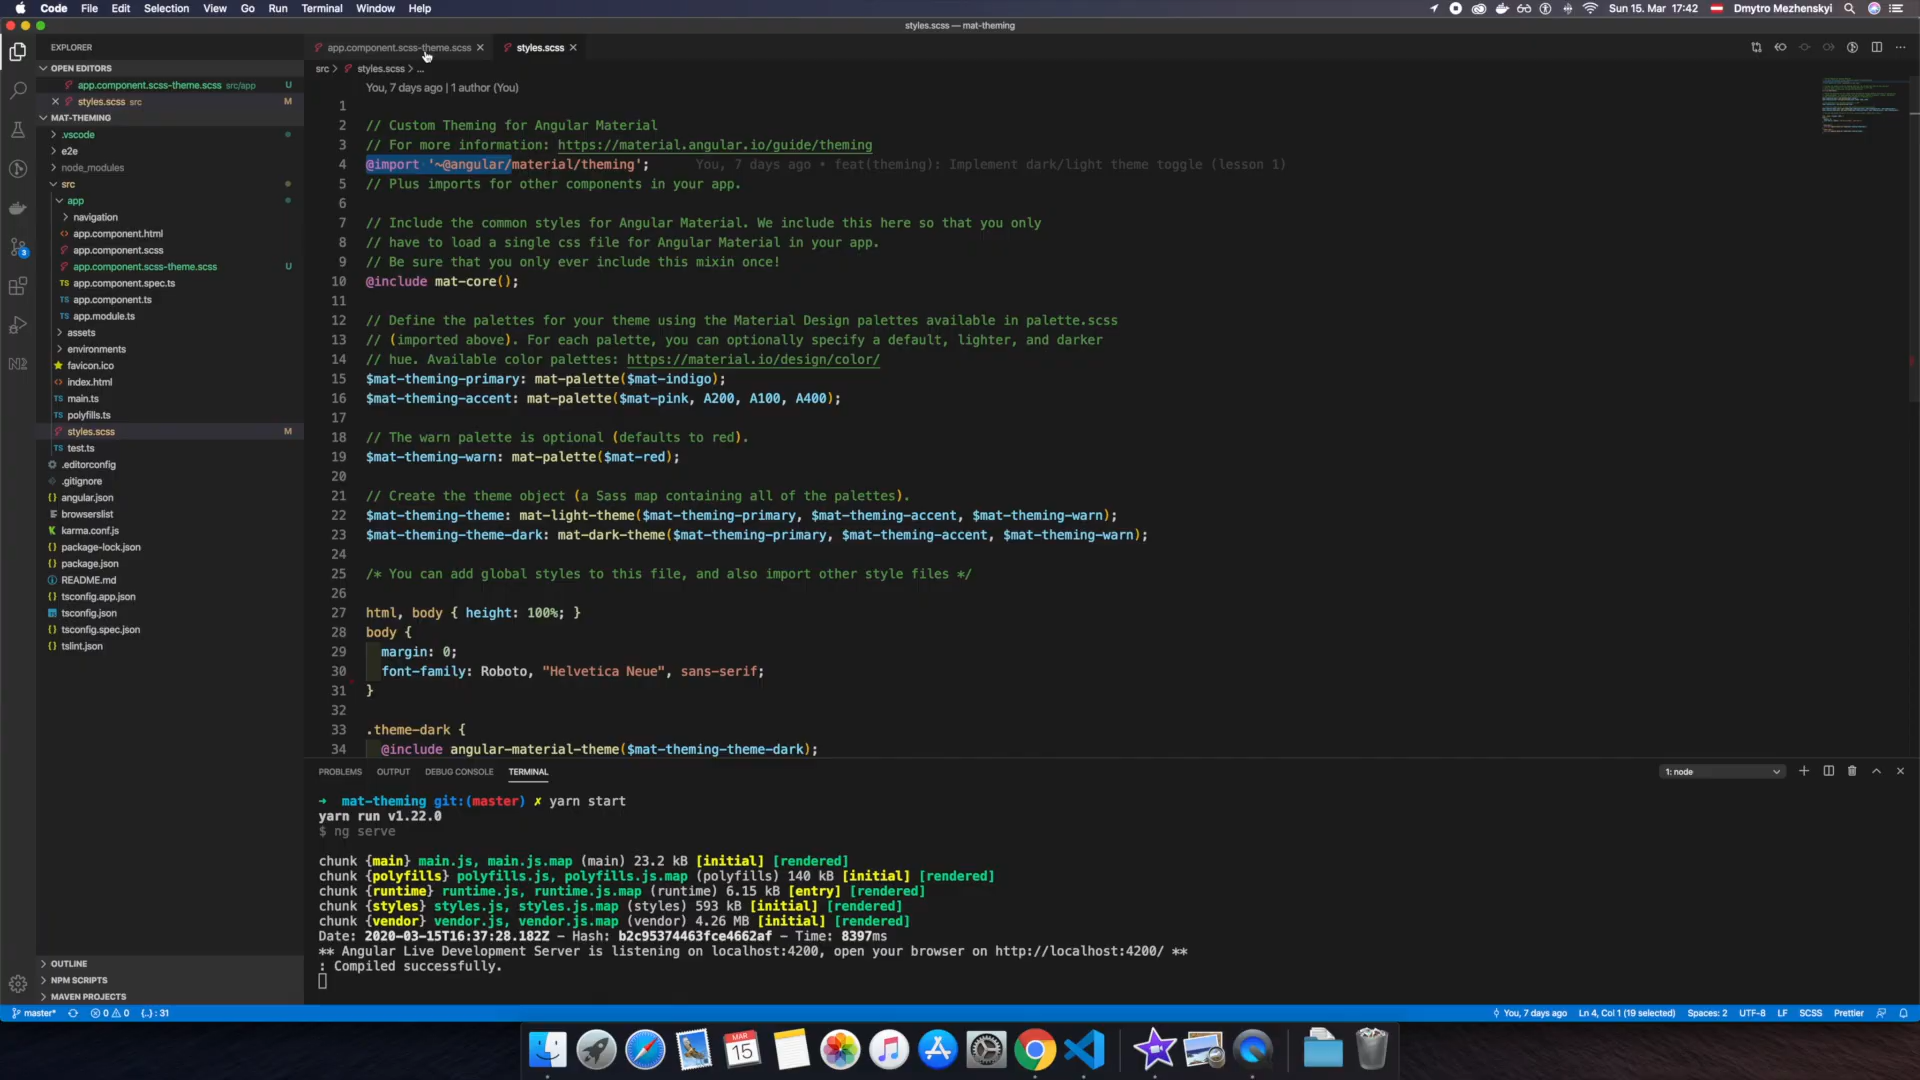 Code File Edit Selection View Go Run Terminal Window Help
Sun 15. Mar 17:42 Dmytro Mezhenskyi
styles.scss — mat-theming
EXPLORER
OPEN EDITORS
app.component.scss-theme.scss src/app U
styles.scss src M
MAT-THEMING
.vscode
e2e
node_modules
src
app
navigation
app.component.html
app.component.scss
app.component.scss-theme.scss U
TS app.component.spec.ts
TS app.component.ts
TS app.module.ts
assets
environments
favicon.ico
index.html
TS main.ts
TS polyfills.ts
styles.scss M
TS test.ts
.editorconfig
.gitignore
angular.json
browserslist
karma.conf.js
package-lock.json
package.json
README.md
tsconfig.app.json
tsconfig.json
tsconfig.spec.json
tslint.json
OUTLINE
NPM SCRIPTS
MAVEN PROJECTS
3
app.component.scss-theme.scss
styles.scss
src > styles.scss > ...
You, 7 days ago | 1 author (You)
1
2 // Custom Theming for Angular Material
3 // For more information: https://material.angular.io/guide/theming
4 @import '~@angular/material/theming'; You, 7 days ago • feat(theming): Implement dark/light theme toggle (lesson 1)
5 // Plus imports for other components in your app.
6
7 // Include the common styles for Angular Material. We include this here so that you only
8 // have to load a single css file for Angular Material in your app.
9 // Be sure that you only ever include this mixin once!
10 @include mat-core();
11
12 // Define the palettes for your theme using the Material Design palettes available in palette.scss
13 // (imported above). For each palette, you can optionally specify a default, lighter, and darker
14 // hue. Available color palettes: https://material.io/design/color/
15 $mat-theming-primary: mat-palette($mat-indigo);
16 $mat-theming-accent: mat-palette($mat-pink, A200, A100, A400);
17
18 // The warn palette is optional (defaults to red).
19 $mat-theming-warn: mat-palette($mat-red);
20
21 // Create the theme object (a Sass map containing all of the palettes).
22 $mat-theming-theme: mat-light-theme($mat-theming-primary, $mat-theming-accent, $mat-theming-warn);
23 $mat-theming-theme-dark: mat-dark-theme($mat-theming-primary, $mat-theming-accent, $mat-theming-warn);
24
25 /* You can add global styles to this file, and also import other style files */
26
27 html, body { height: 100%; }
28 body {
29 margin: 0;
30 font-family: Roboto, "Helvetica Neue", sans-serif;
31 }
32
33 .theme-dark {
34 @include angular-material-theme($mat-theming-theme-dark);
PROBLEMS OUTPUT DEBUG CONSOLE TERMINAL
1: node
→ mat-theming git:(master) ✗ yarn start
yarn run v1.22.0
$ ng serve
chunk {main} main.js, main.js.map (main) 23.2 kB [initial] [rendered]
chunk {polyfills} polyfills.js, polyfills.js.map (polyfills) 140 kB [initial] [rendered]
chunk {runtime} runtime.js, runtime.js.map (runtime) 6.15 kB [entry] [rendered]
chunk {styles} styles.js, styles.js.map (styles) 593 kB [initial] [rendered]
chunk {vendor} vendor.js, vendor.js.map (vendor) 4.26 MB [initial] [rendered]
Date: 2020-03-15T16:37:28.182Z - Hash: b2c95374463fce4662af - Time: 8397ms
** Angular Live Development Server is listening on localhost:4200, open your browser on http://localhost:4200/ **
: Compiled successfully.
master* 0 0 {..} : 31
You, 7 days ago Ln 4, Col 1 (19 selected) Spaces: 2 UTF-8 LF SCSS Prettier
MAR
15